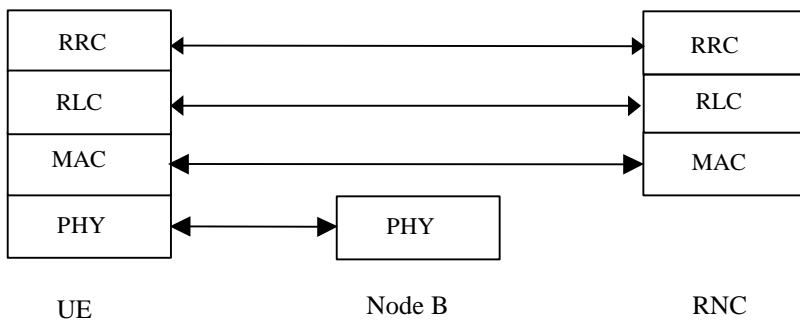 RRC RRC
RLC RLC
MAC MAC
PHY PHY
UE Node B RNC